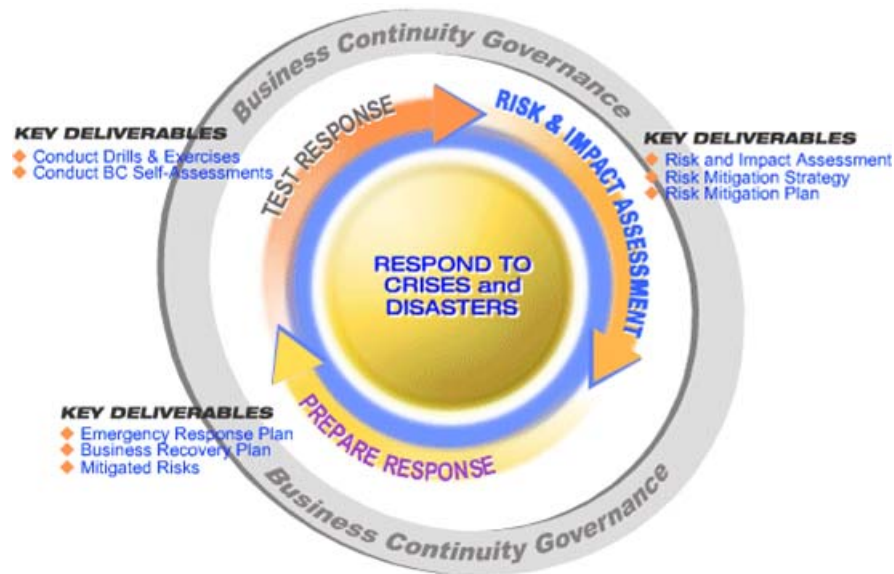 Business Continuity Governance
TEST RESPONSE
RISK & IMPACT ASSESSMENT
KEY DELIVERABLES
Conduct Drills & Exercises
Conduct BC Self-Assessments
KEY DELIVERABLES
Risk and Impact Assessment
Risk Mitigation Strategy
Risk Mitigation Plan
RESPOND TO
CRISES and
DISASTERS
KEY DELIVERABLES
Emergency Response Plan
Business Recovery Plan
Mitigated Risks
PREPARE RESPONSE
Business Continuity Governance